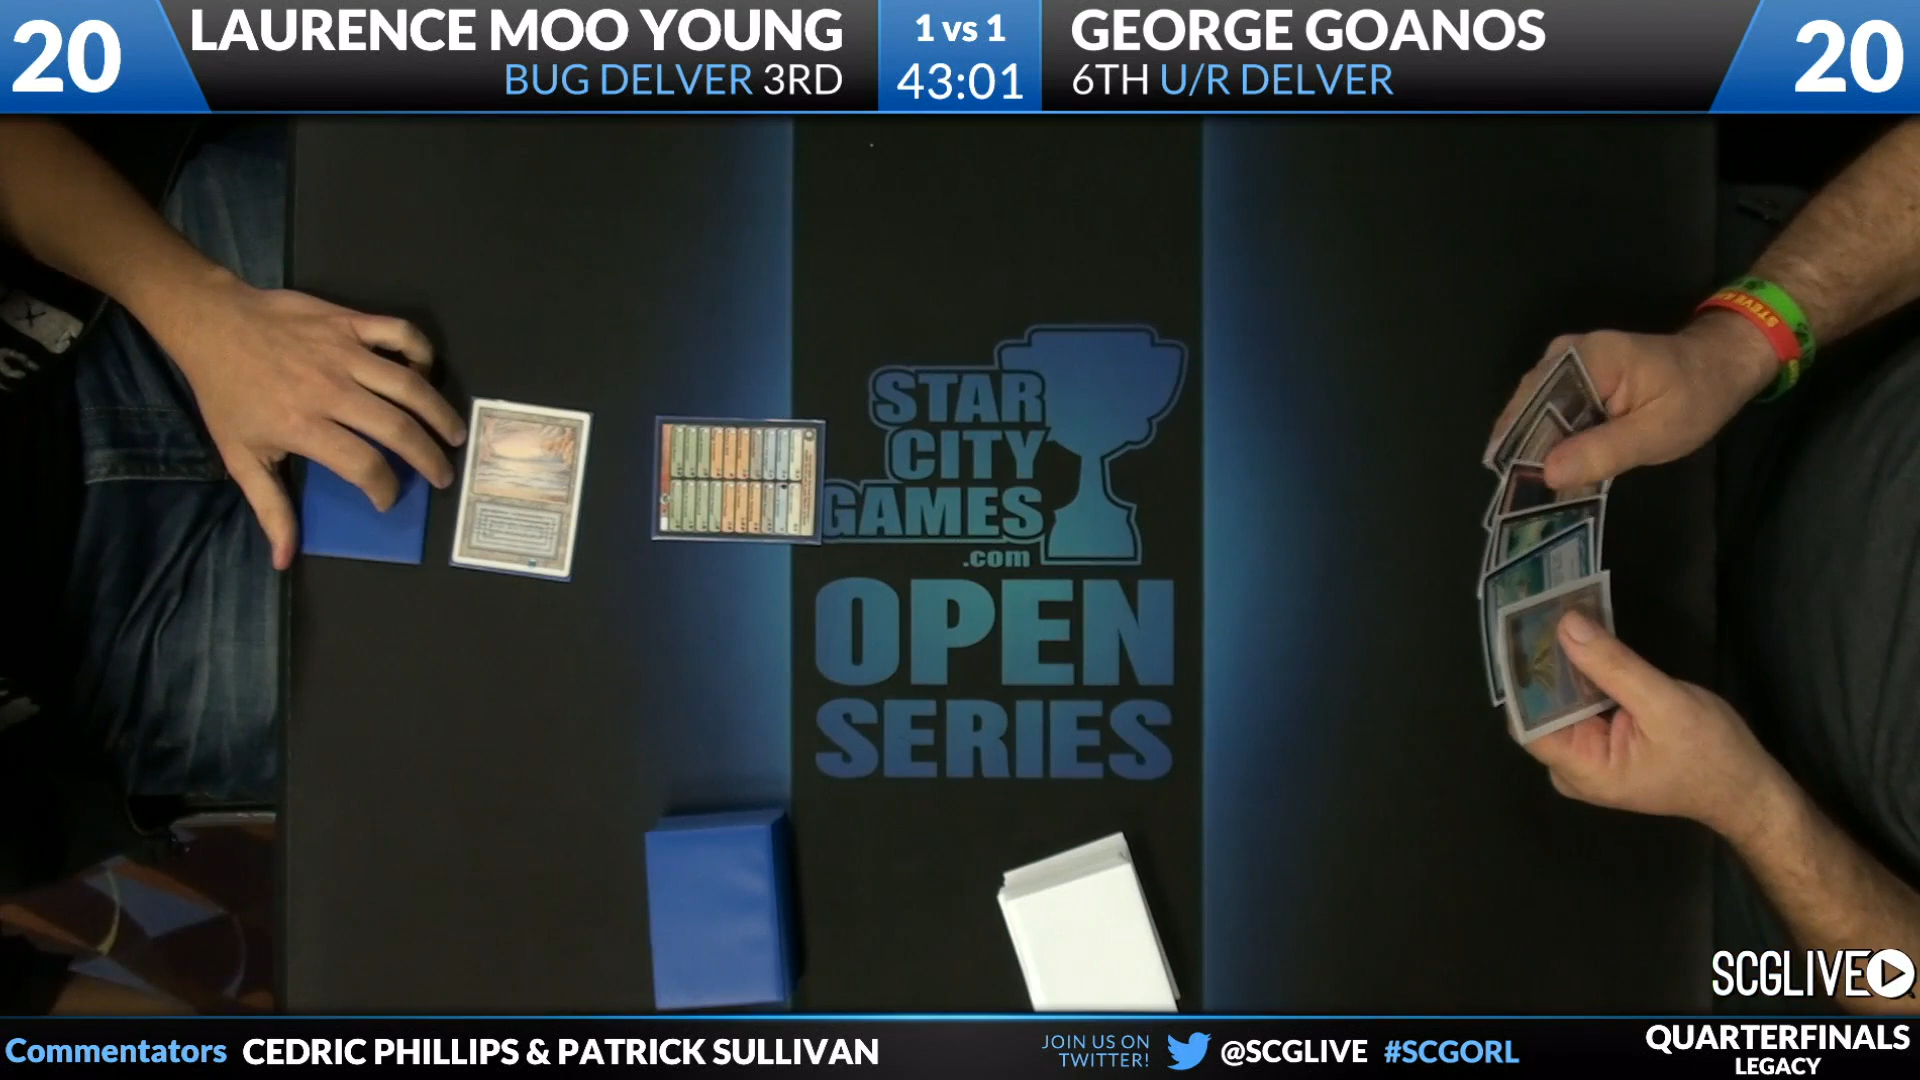 20
LAURENCE MOO YOUNG
BUG DELVER 3RD
1 vs 1
43:01
GEORGE GOANOS
6TH U/R DELVER
20
STAR
CITY
GAMES
.com
OPEN
SERIES
SCGLIVE
Commentators CEDRIC PHILLIPS & PATRICK SULLIVAN
JOIN US ON
TWITTER!
@SCGLIVE #SCGORL
QUARTERFINALS
LEGACY